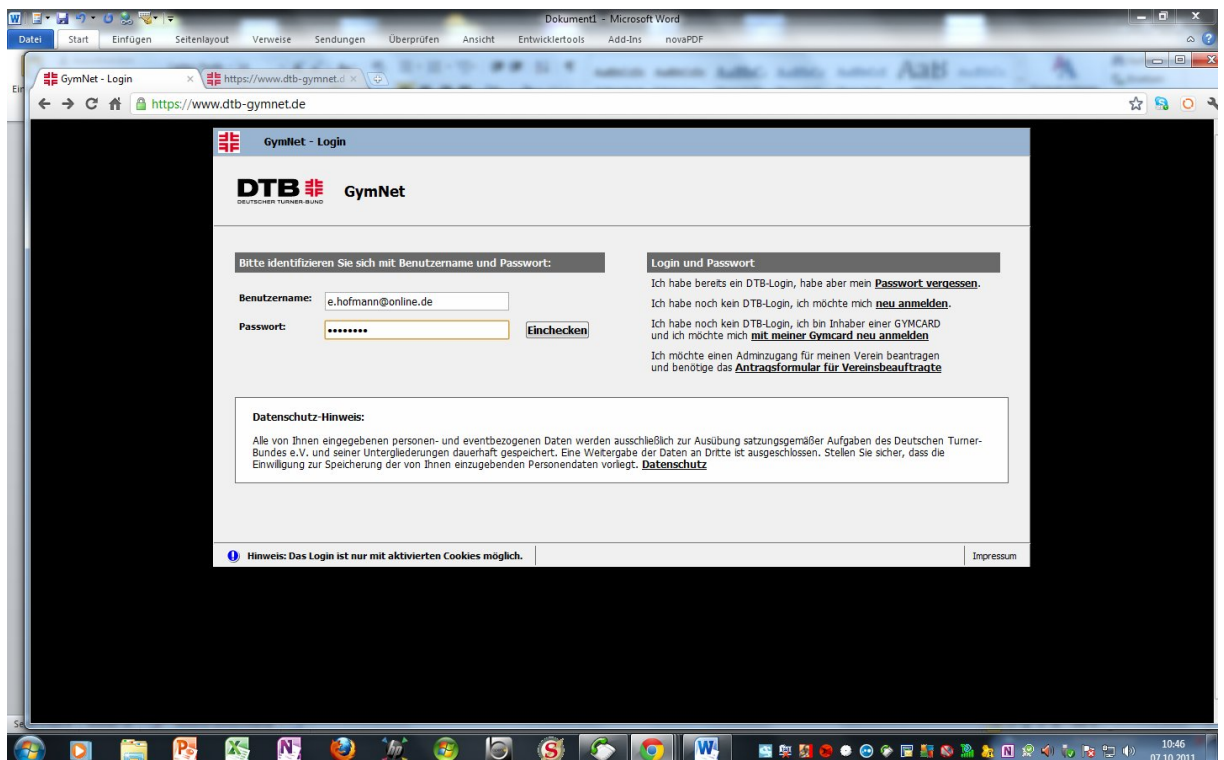 Dokument1 - Microsoft Word
Datei Start Einfügen Seitenlayout Verweise Sendungen Überprüfen Ansicht Entwicklertools Add-Ins novaPDF
GymNet - Login
https://www.dtb-gymnet.d
https://www.dtb-gymnet.de
GymNet - Login
DTB GymNet
DEUTSCHER TURNER-BUND
Bitte identifizieren Sie sich mit Benutzername und Passwort:
Benutzername: e.hofmann@online.de
Passwort: ••••••••
Einchecken
Login und Passwort
Ich habe bereits ein DTB-Login, habe aber mein Passwort vergessen.
Ich habe noch kein DTB-Login, ich möchte mich neu anmelden.
Ich habe noch kein DTB-Login, ich bin Inhaber einer GYMCARD
und ich möchte mich mit meiner Gymcard neu anmelden
Ich möchte einen Adminzugang für meinen Verein beantragen
und benötige das Antragsformular für Vereinsbeauftragte
Datenschutz-Hinweis:
Alle von Ihnen eingegebenen personen- und eventbezogenen Daten werden ausschließlich zur Ausübung satzungsgemäßer Aufgaben des Deutschen Turner-
Bundes e.V. und seiner Untergliederungen dauerhaft gespeichert. Eine Weitergabe der Daten an Dritte ist ausgeschlossen. Stellen Sie sicher, dass die
Einwilligung zur Speicherung der von Ihnen einzugebenden Personendaten vorliegt. Datenschutz
Hinweis: Das Login ist nur mit aktivierten Cookies möglich.
Impressum
10:46
07.10.2011